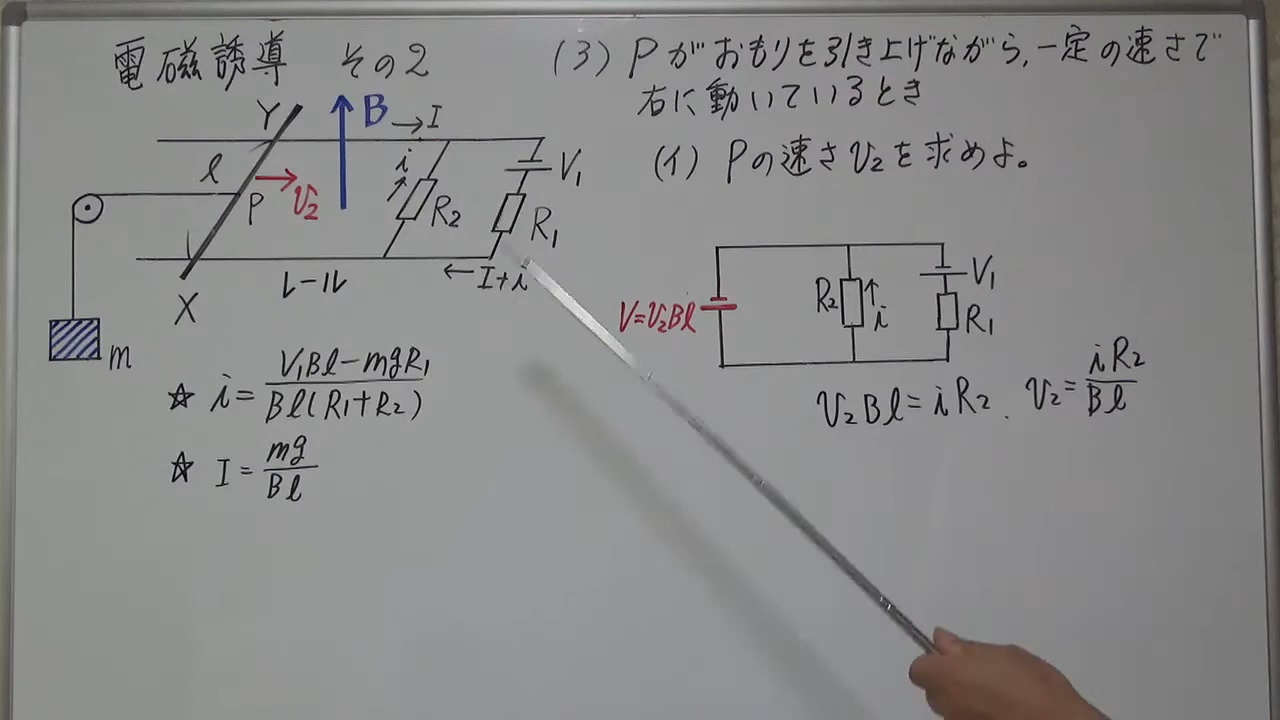 電磁誘導 その2
(3) Pがおもりを引き上げながら、一定の速さで
右に動いているとき
(イ) Pの速さv₂を求めよ。
Y
B
→I
l
i
V₁
P
v₂
R₂
R₁
←I+i
X
m
V=v₂Bl
R₂
i
V₁
R₁
☆ i = (V₁Bl-mgR₁)/(Bl(R₁+R₂))
v₂Bl=iR₂. v₂=iR₂/Bl
☆ I = mg/Bl